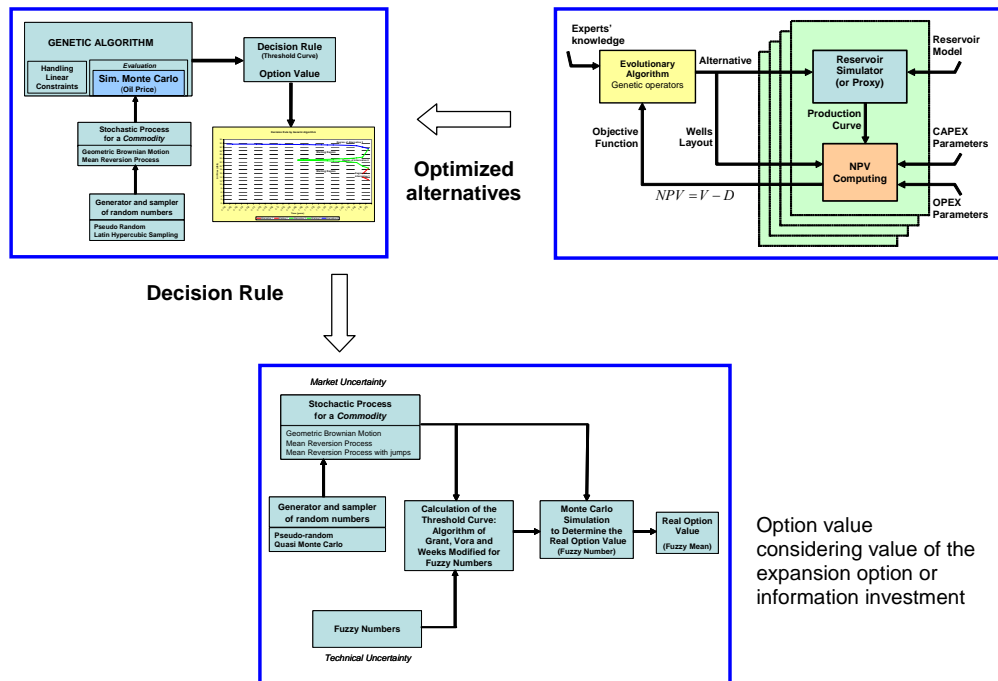 GENETIC ALGORITHM
Handling
Linear
Constraints
Evaluation
Sim. Monte Carlo
(Oil Price)
Decision Rule
(Threshold Curve)
Option Value
Stochastic Process
for a Commodity
Geometric Brownian Motion
Mean Reversion Process
Generator and sampler
of random numbers
Pseudo Random
Latin Hypercubic Sampling
Optimized
alternatives
Experts'
knowledge
Evolutionary
Algorithm
Genetic operators
Alternative
Reservoir
Simulator
(or Proxy)
Reservoir
Model
Production
Curve
Objective
Function
Wells
Layout
CAPEX
Parameters
NPV
Computing
NPV = V – D
OPEX
Parameters
Decision Rule
Market Uncertainty
Stochactic Process
for a Commodity
Geometric Brownian Motion
Mean Reversion Process
Mean Reversion Process with jumps
Generator and sampler
of random numbers
Pseudo-random
Quasi Monte Carlo
Calculation of the
Threshold Curve:
Algorithm of
Grant, Vora and
Weeks Modified for
Fuzzy Numbers
Monte Carlo
Simulation
to Determine the
Real Option Value
(Fuzzy Number)
Real Option
Value
(Fuzzy Mean)
Fuzzy Numbers
Technical Uncertainty
Option value
considering value of the
expansion option or
information investment